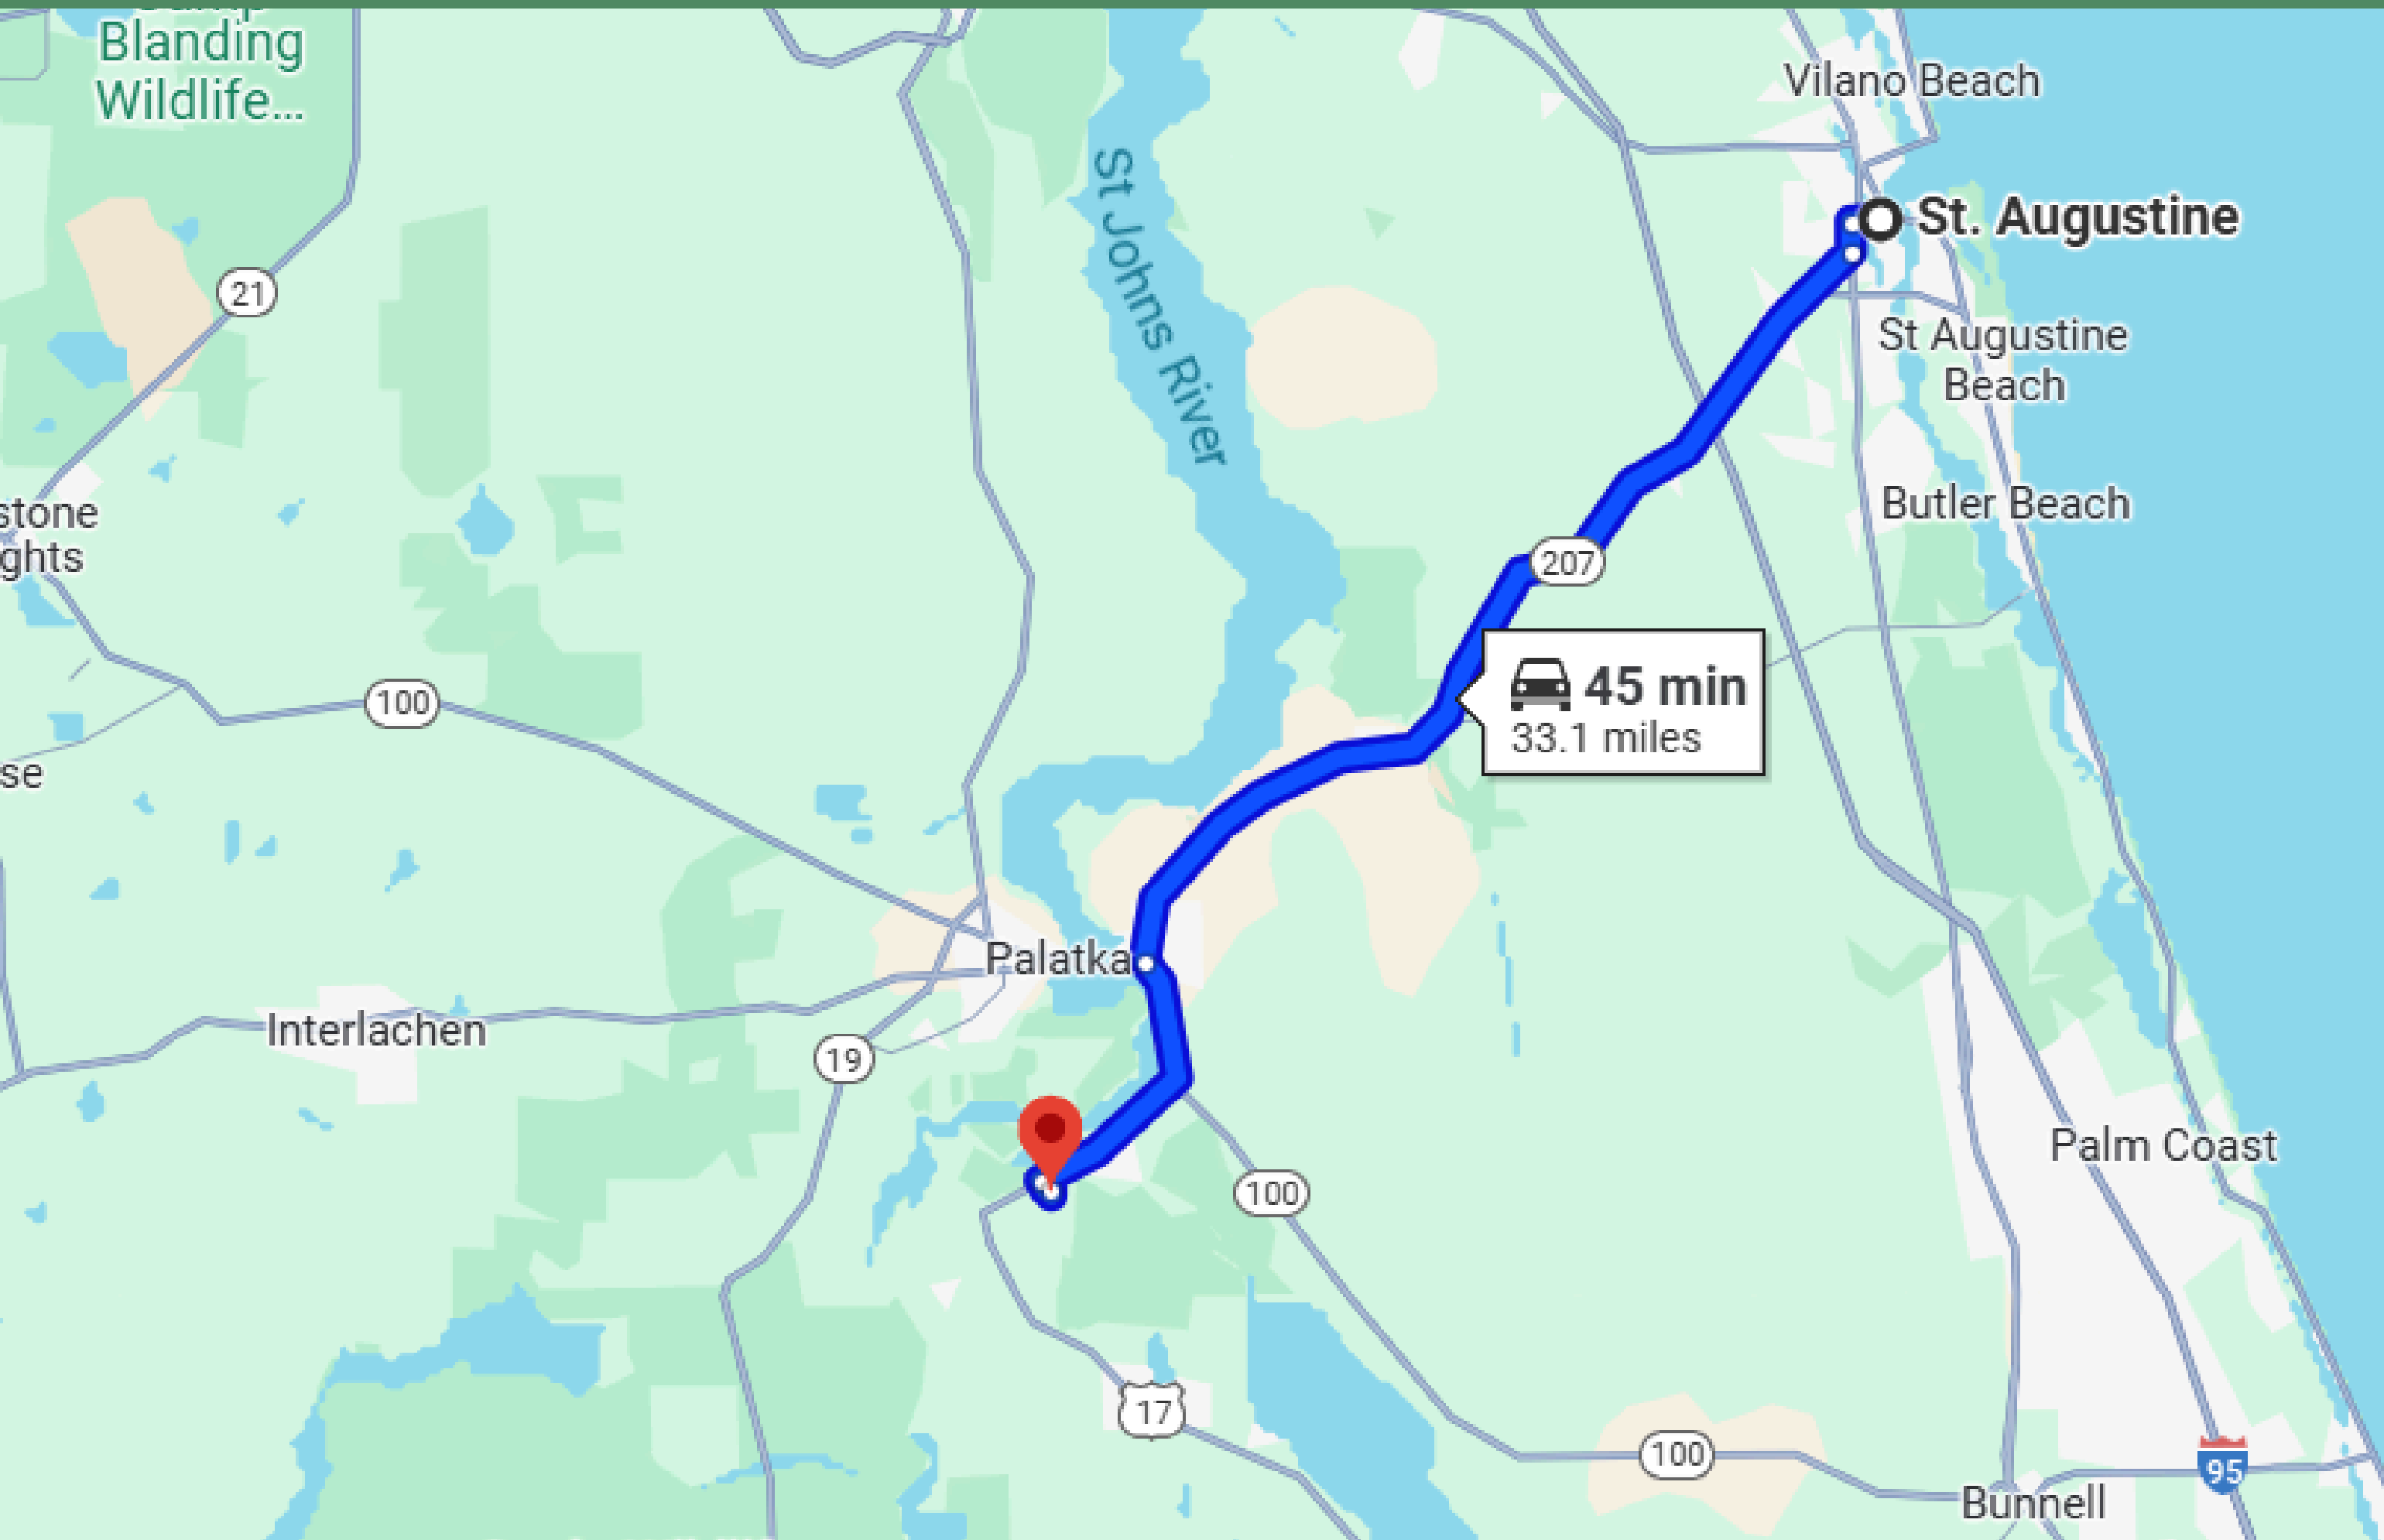 Blanding
Wildlife...
Vilano Beach
St Johns River
St. Augustine
21
St Augustine
Beach
stone
ghts
Butler Beach
207
45 min
33.1 miles
100
se
Palatka
Interlachen
19
Palm Coast
100
17
100
95
Bunnell